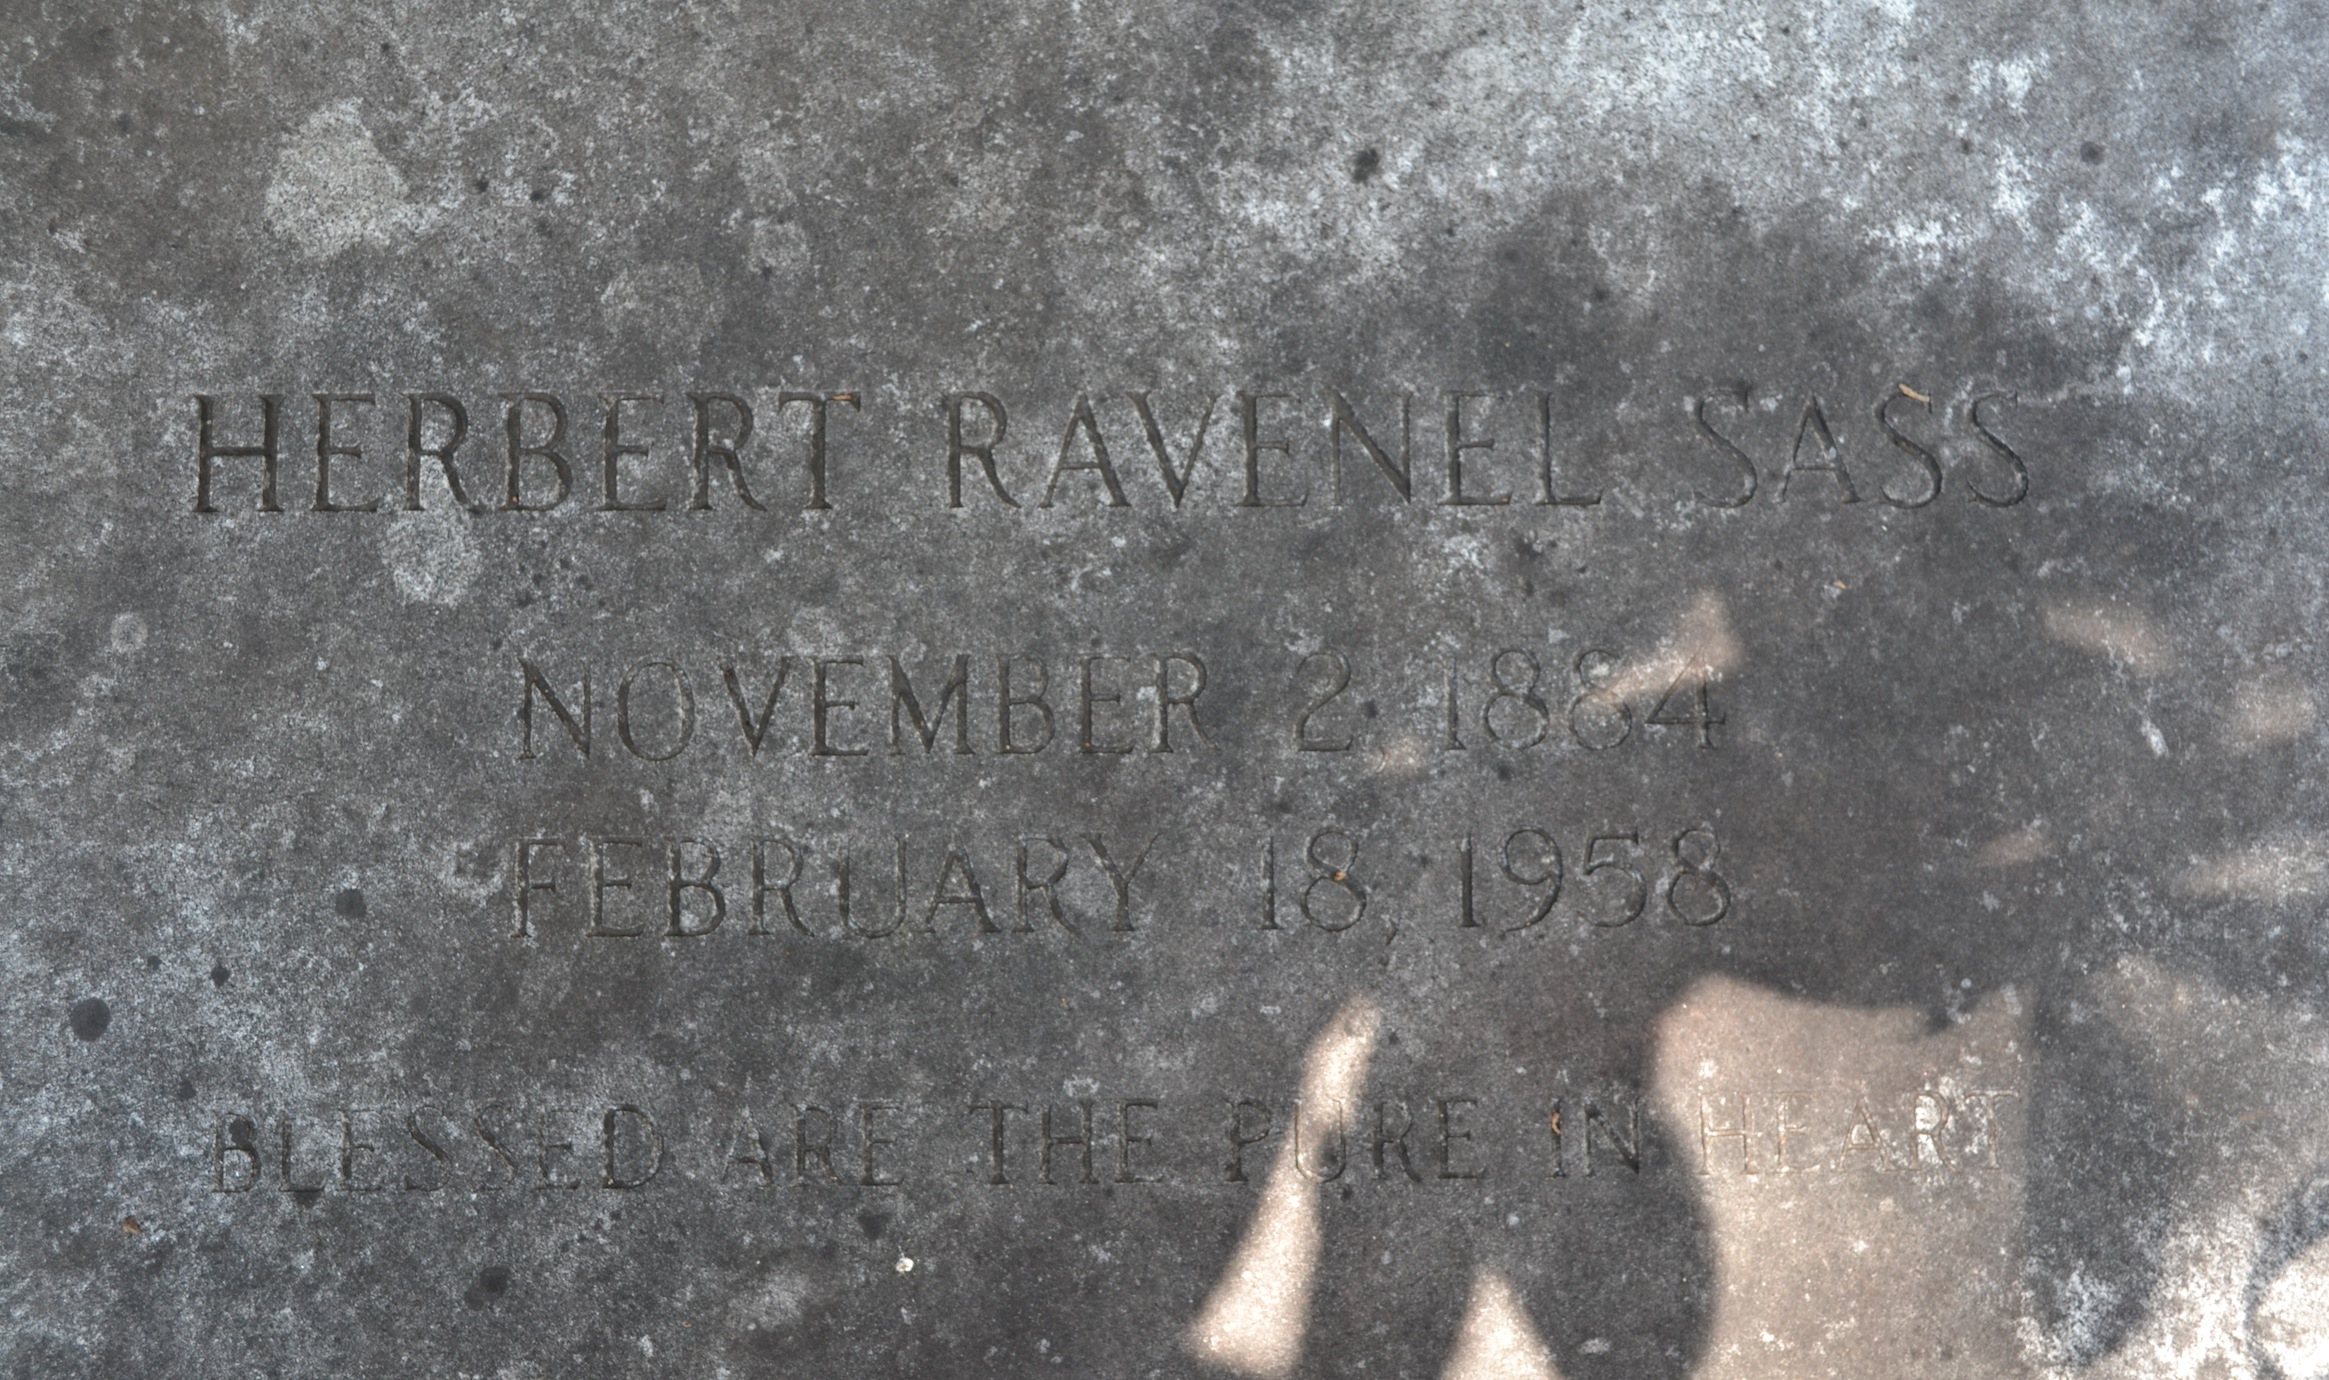 HERBERT RAVENEL SASS
NOVEMBER 2, 1884
FEBRUARY 18, 1958
BLESSED ARE THE PURE IN HEART